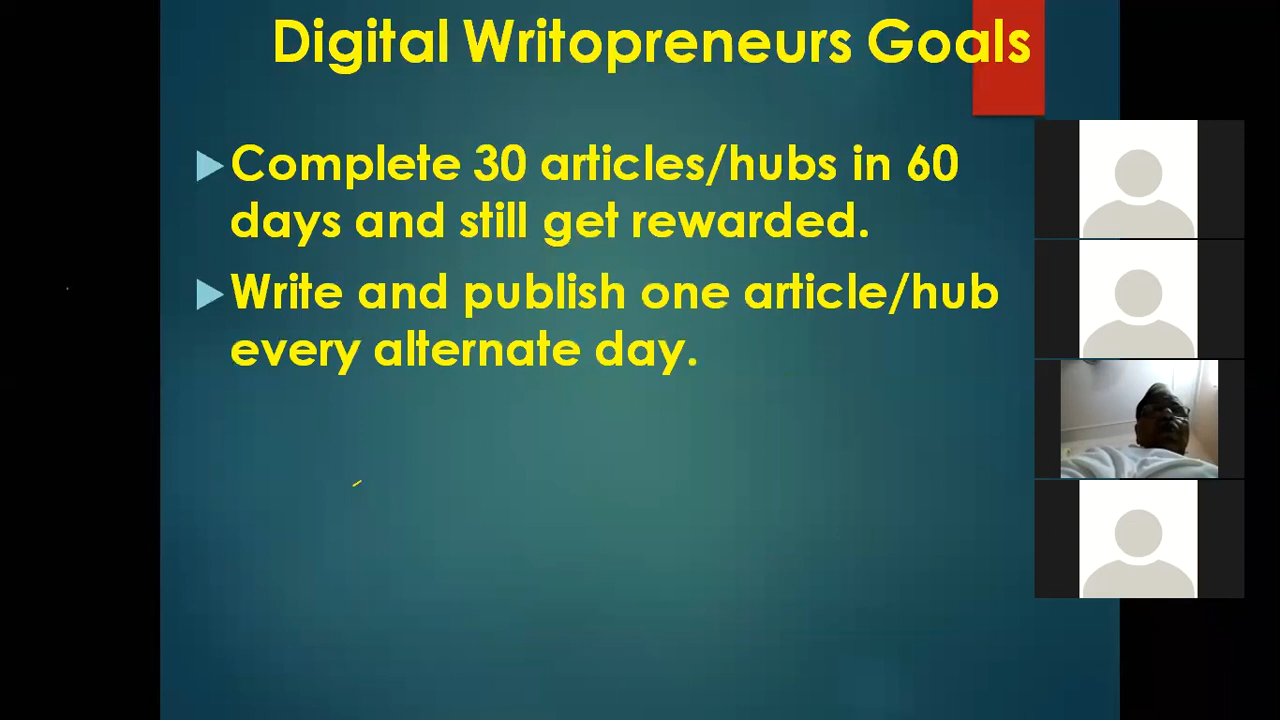 Digital Writopreneurs Goals
Complete 30 articles/hubs in 60
days and still get rewarded.
Write and publish one article/hub
every alternate day.